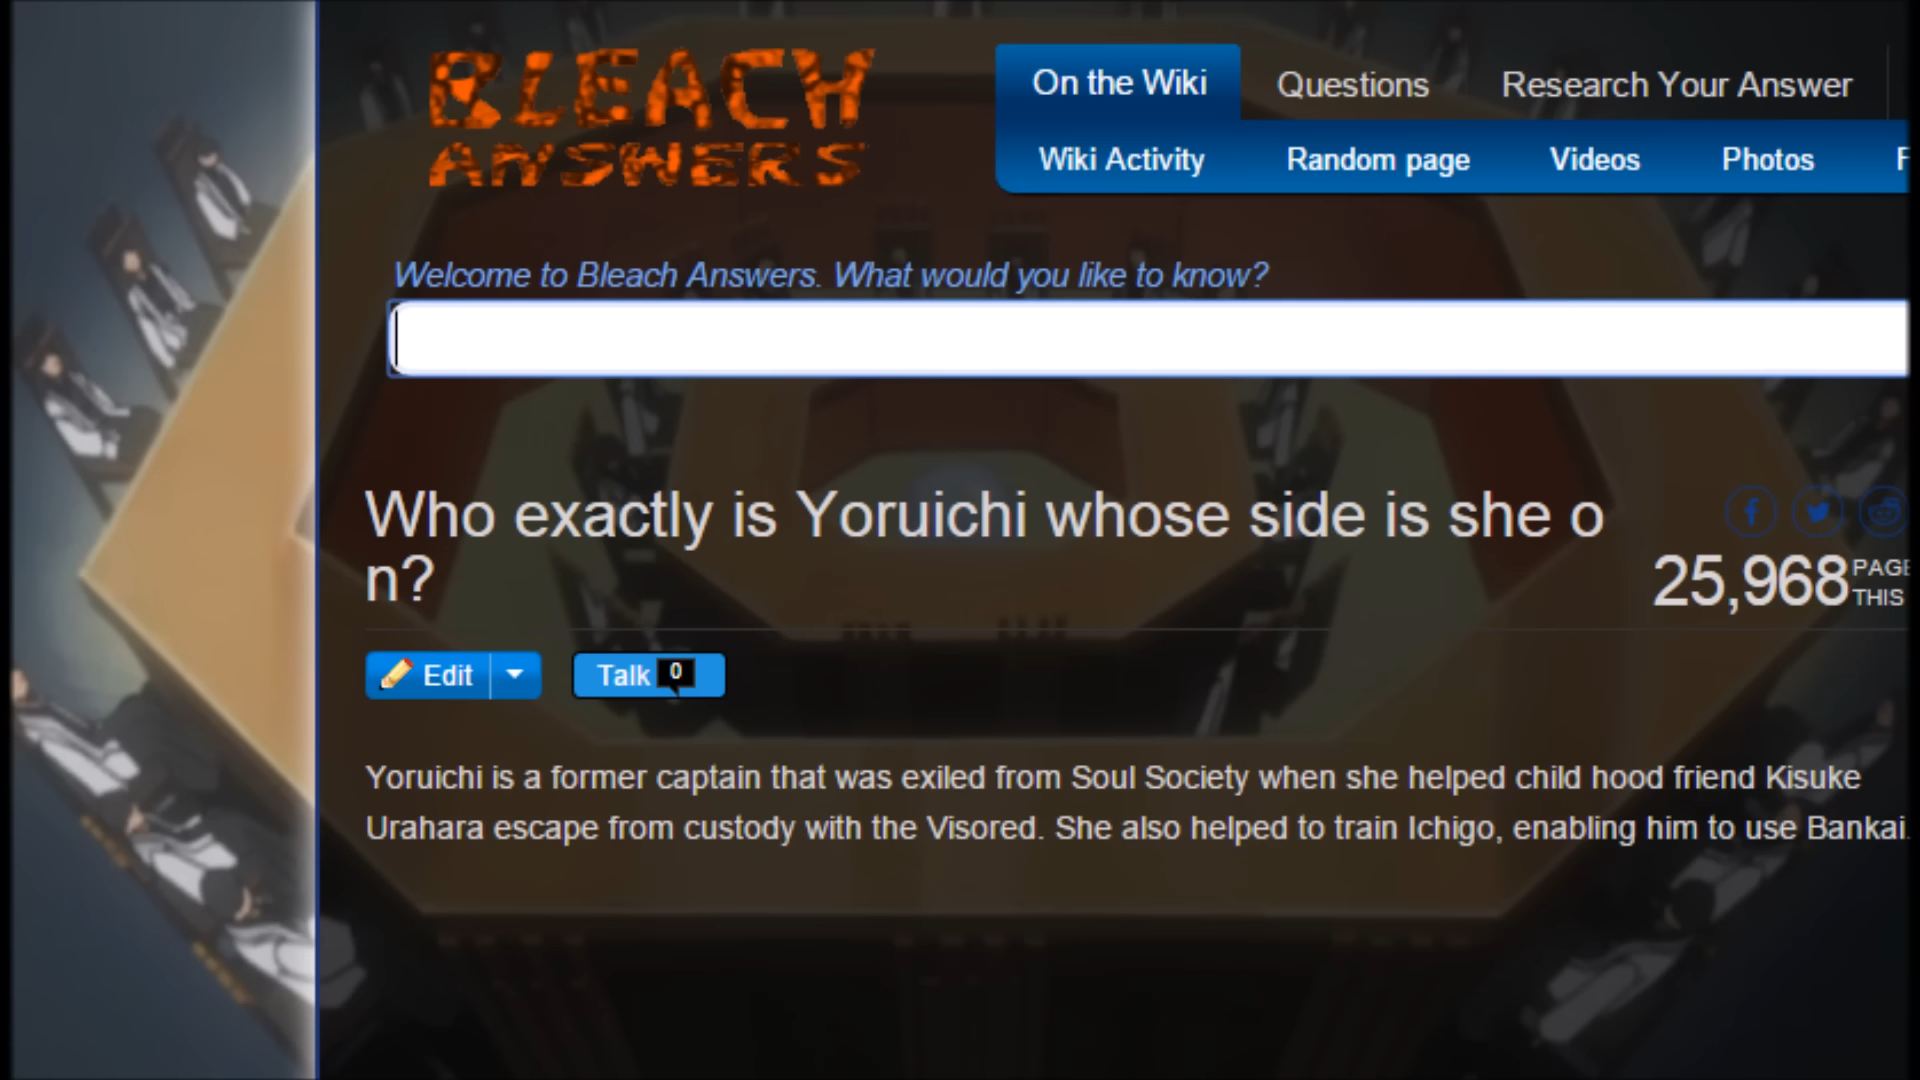 BLEACH
ANSWERS
On the Wiki
Questions
Research Your Answer
Wiki Activity
Random page
Videos
Photos
Welcome to Bleach Answers. What would you like to know?
Who exactly is Yoruichi whose side is she o
n?
25,968
THIS
Edit
Talk 0
Yoruichi is a former captain that was exiled from Soul Society when she helped child hood friend Kisuke
Urahara escape from custody with the Visored. She also helped to train Ichigo, enabling him to use Bankai.